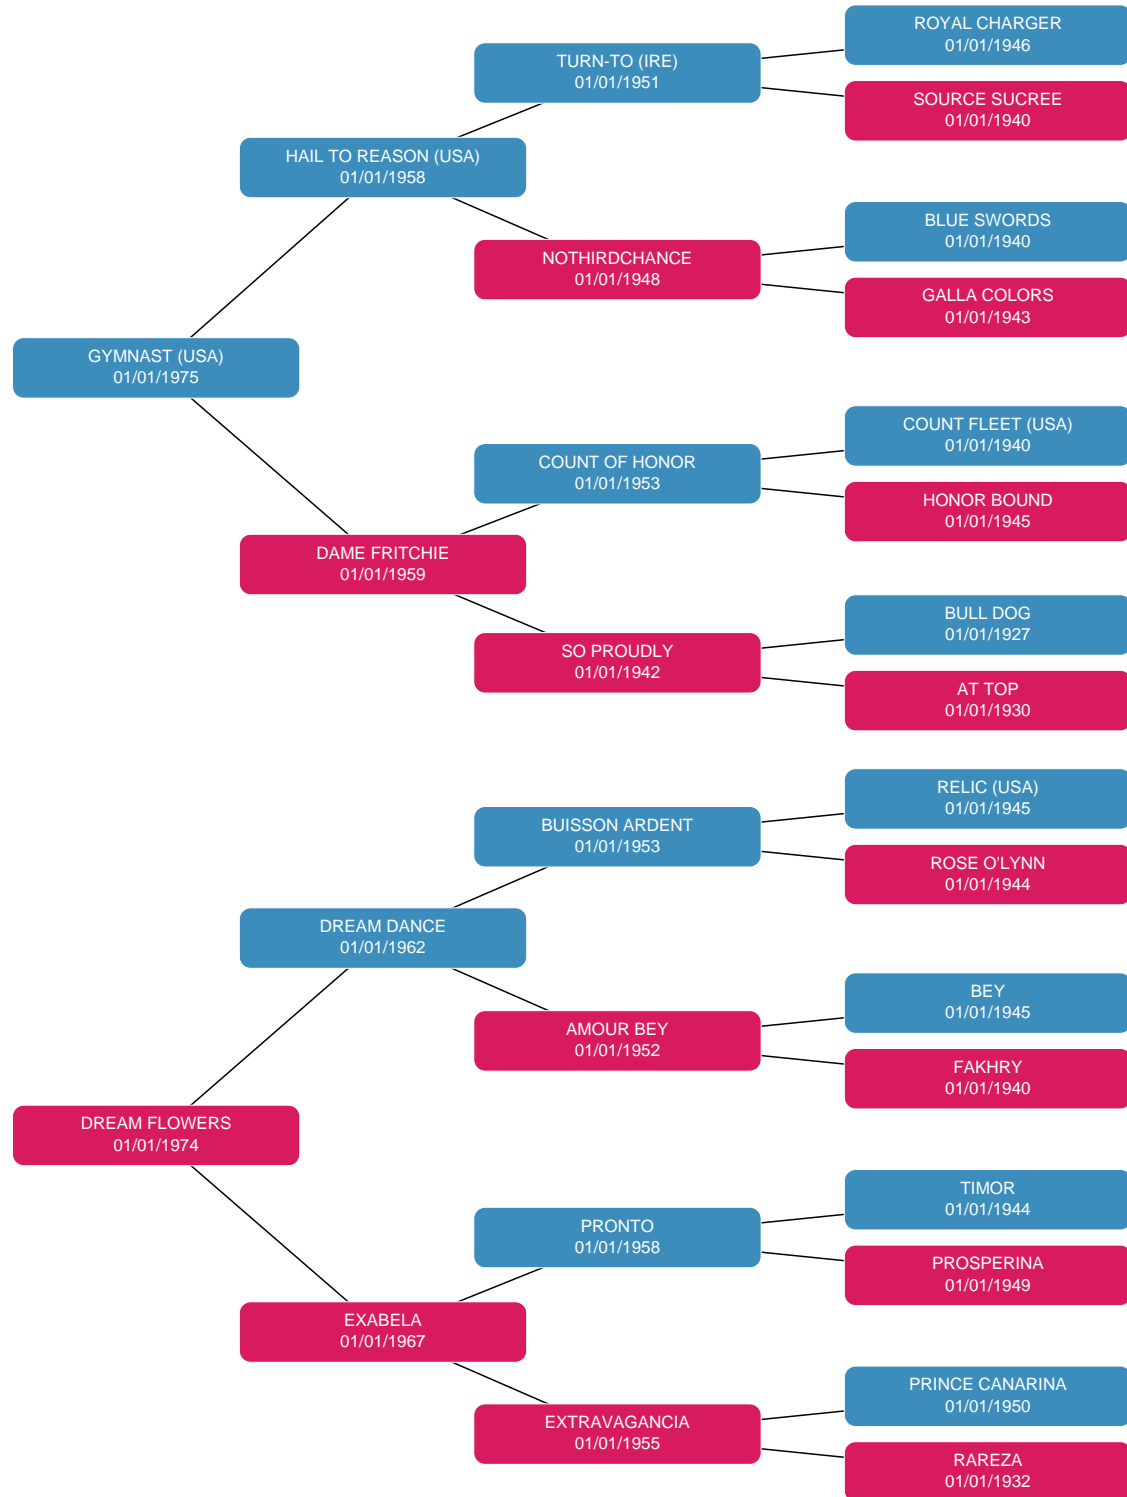 ROYAL CHARGER
01/01/1946
TURN-TO (IRE)
01/01/1951
SOURCE SUCREE
01/01/1940
HAIL TO REASON (USA)
01/01/1958
BLUE SWORDS
01/01/1940
NOTHIRDCHANCE
01/01/1948
GALLA COLORS
01/01/1943
GYMNAST (USA)
01/01/1975
COUNT FLEET (USA)
01/01/1940
COUNT OF HONOR
01/01/1953
HONOR BOUND
01/01/1945
DAME FRITCHIE
01/01/1959
BULL DOG
01/01/1927
SO PROUDLY
01/01/1942
AT TOP
01/01/1930
RELIC (USA)
01/01/1945
BUISSON ARDENT
01/01/1953
ROSE O'LYNN
01/01/1944
DREAM DANCE
01/01/1962
BEY
01/01/1945
AMOUR BEY
01/01/1952
FAKHRY
01/01/1940
DREAM FLOWERS
01/01/1974
TIMOR
01/01/1944
PRONTO
01/01/1958
PROSPERINA
01/01/1949
EXABELA
01/01/1967
PRINCE CANARINA
01/01/1950
EXTRAVAGANCIA
01/01/1955
RAREZA
01/01/1932